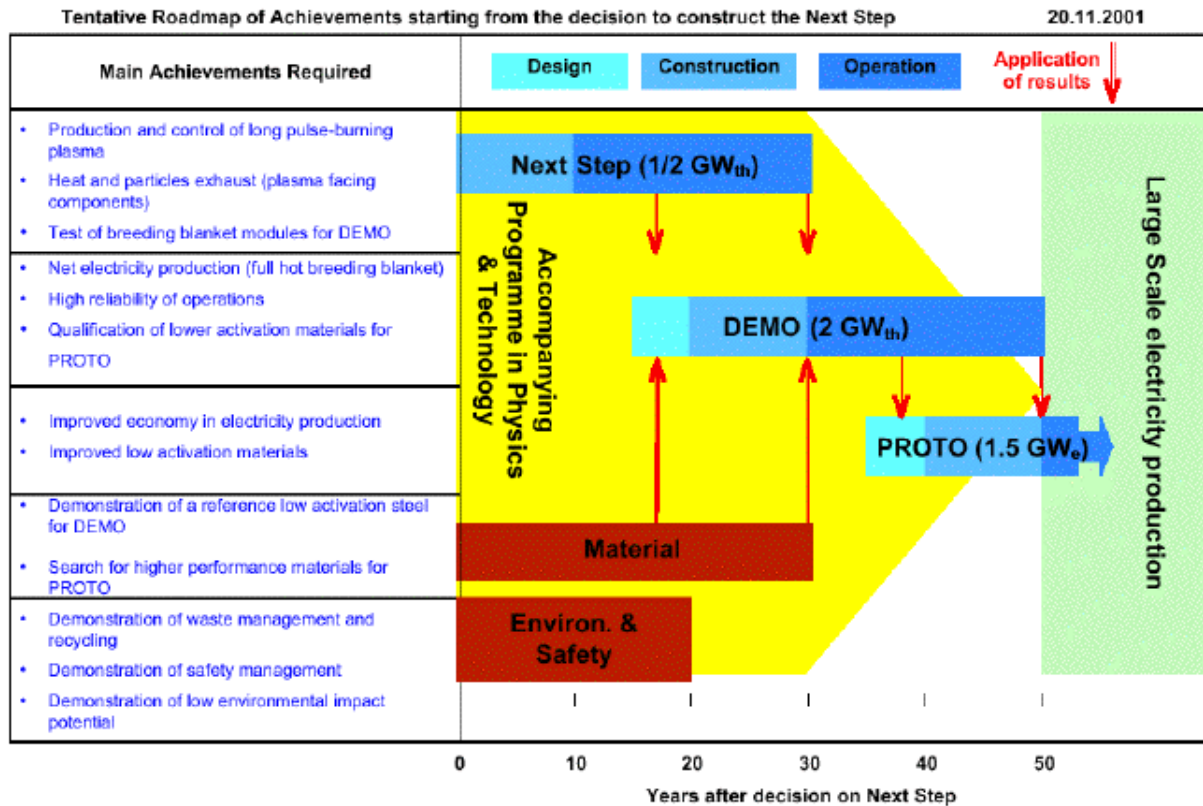 Tentative Roadmap of Achievements starting from the decision to construct the Next Step 20.11.2001
Main Achievements Required
Design
Construction
Operation
Application
of results
• Production and control of long pulse-burning
plasma
• Heat and particles exhaust (plasma facing
components)
• Test of breeding blanket modules for DEMO
Next Step (1/2 GWth)
• Net electricity production (full hot breeding blanket)
• High reliability of operations
• Qualification of lower activation materials for
PROTO
DEMO (2 GWth)
• Improved economy in electricity production
• Improved low activation materials
PROTO (1.5 GWe)
• Demonstration of a reference low activation steel
for DEMO
• Search for higher performance materials for
PROTO
Material
• Demonstration of waste management and
recycling
• Demonstration of safety management
• Demonstration of low environmental impact
potential
Environ. &
Safety
Accompanying
Programme in Physics
& Technology
Large Scale electricity production
0 10 20 30 40 50
Years after decision on Next Step